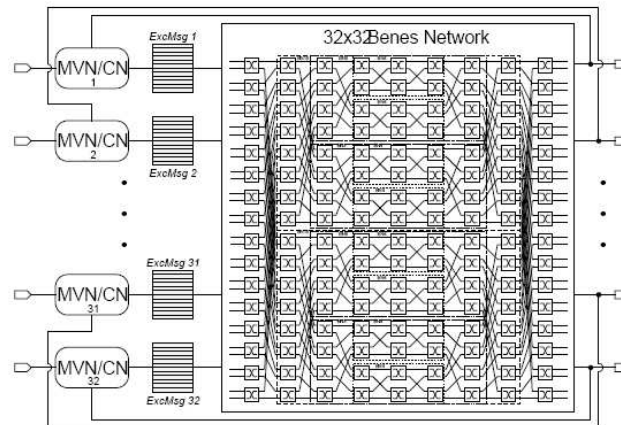 ExcMsg 1
32x32Benes Network
MVN/CN
1
MVN/CN
2
ExcMsg 2
ExcMsg 31
MVN/CN
31
MVN/CN
32
ExcMsg 32